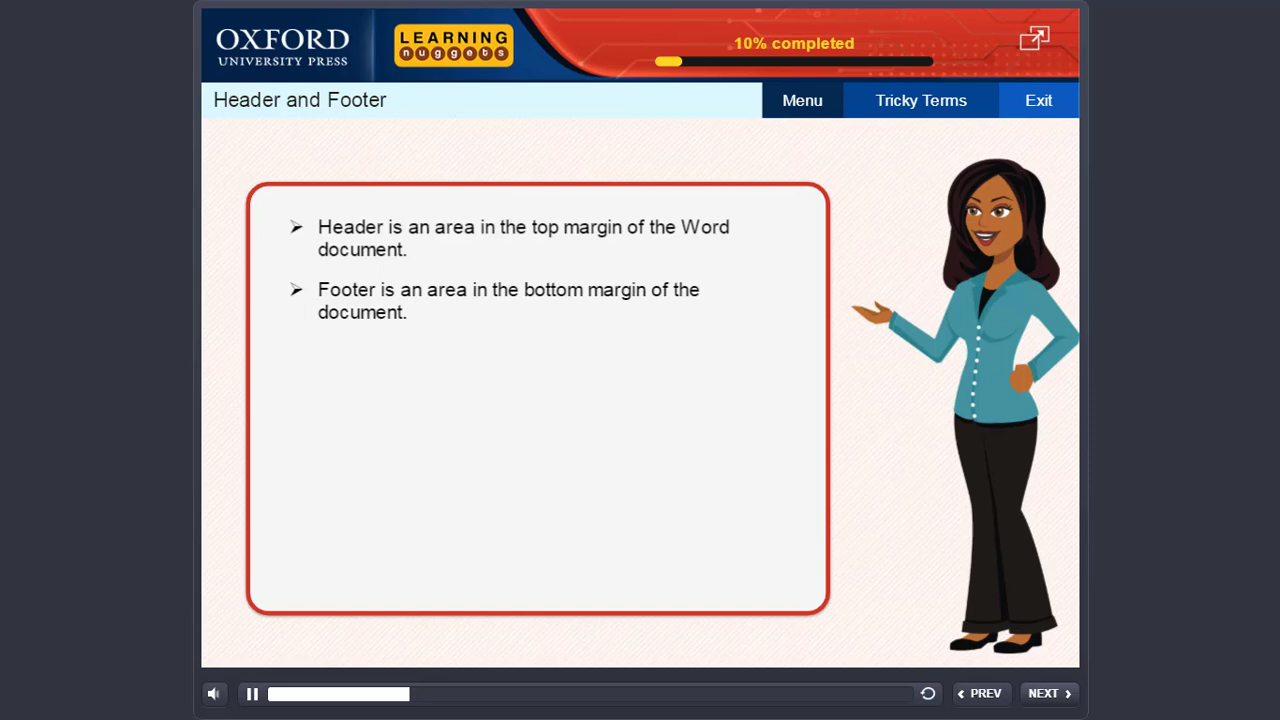 OXFORD
UNIVERSITY PRESS
LEARNING
nuggets
10% completed
Header and Footer
Menu
Tricky Terms
Exit
➤ Header is an area in the top margin of the Word
document.
➤ Footer is an area in the bottom margin of the
document.
PREV
NEXT